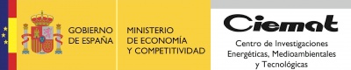 GOBIERNO
DE ESPAÑA
MINISTERIO
DE ECONOMÍA
Y COMPETITIVIDAD
Ciemat
Centro de Investigaciones
Energéticas, Medioambientales
y Tecnológicas